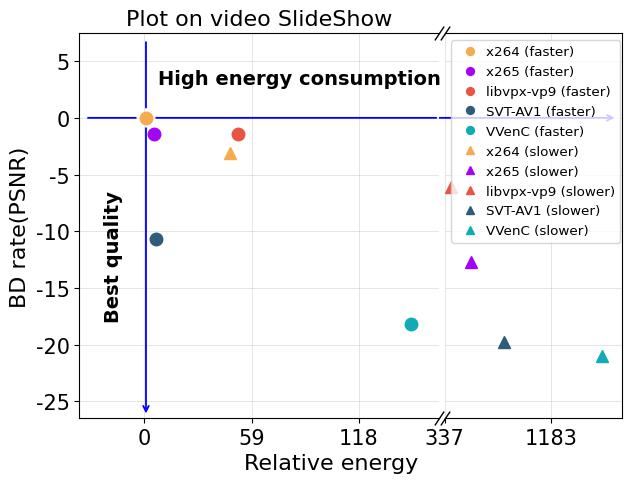 Plot on video SlideShow
High energy consumption
Best quality
BD rate(PSNR)
5
0
-5
-10
-15
-20
-25
0
59
118
337
1183
Relative energy
x264 (faster)
x265 (faster)
libvpx-vp9 (faster)
SVT-AV1 (faster)
VVenC (faster)
x264 (slower)
x265 (slower)
libvpx-vp9 (slower)
SVT-AV1 (slower)
VVenC (slower)